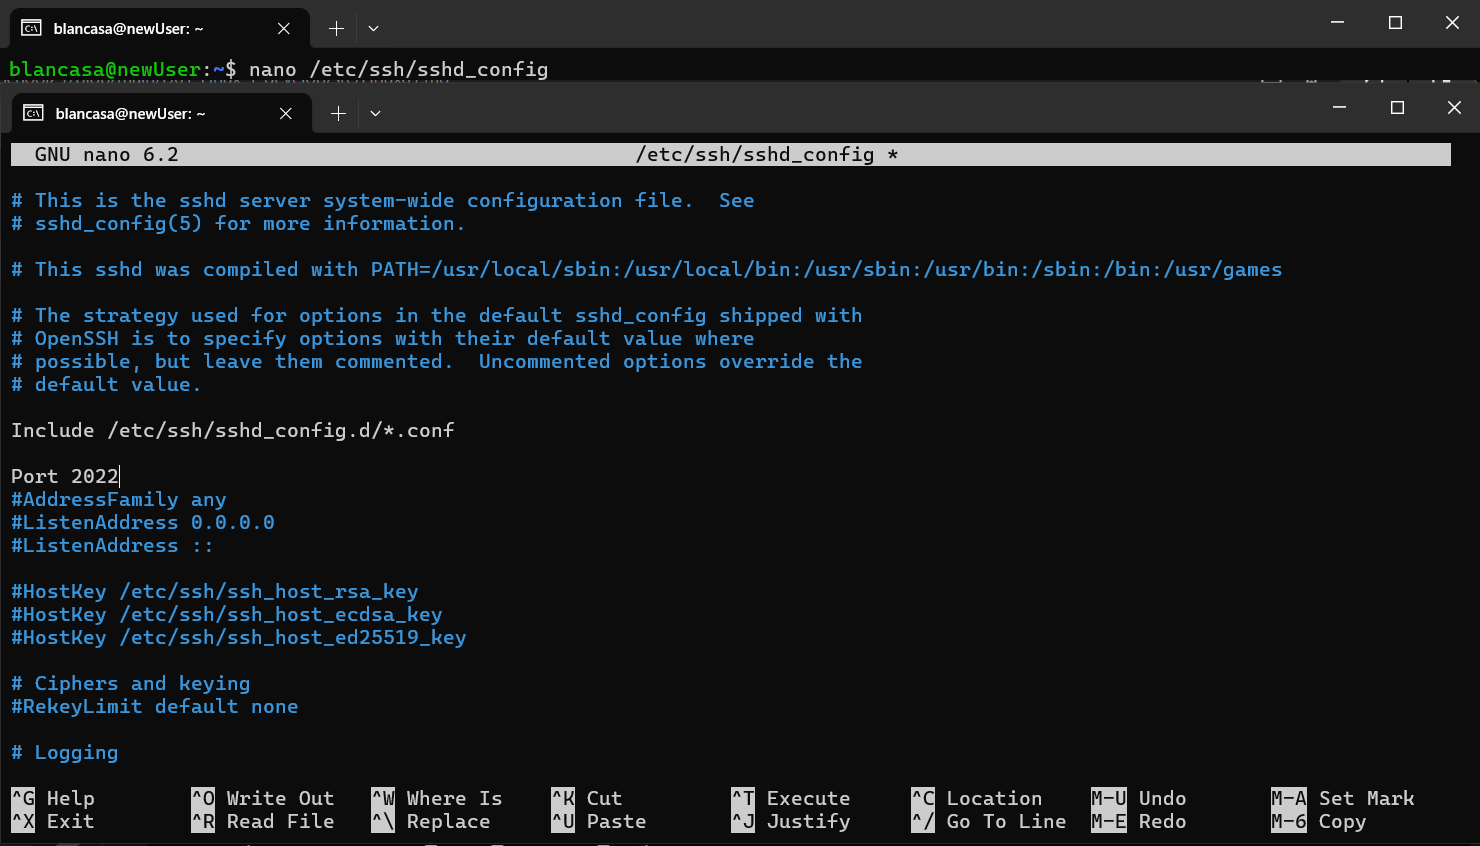 blancasa@newUser: ~
blancasa@newUser:~$ nano /etc/ssh/sshd_config
blancasa@newUser: ~
GNU nano 6.2 /etc/ssh/sshd_config *
# This is the sshd server system-wide configuration file.  See
# sshd_config(5) for more information.
# This sshd was compiled with PATH=/usr/local/sbin:/usr/local/bin:/usr/sbin:/usr/bin:/sbin:/bin:/usr/games
# The strategy used for options in the default sshd_config shipped with
# OpenSSH is to specify options with their default value where
# possible, but leave them commented.  Uncommented options override the
# default value.
Include /etc/ssh/sshd_config.d/*.conf
Port 2022
#AddressFamily any
#ListenAddress 0.0.0.0
#ListenAddress ::
#HostKey /etc/ssh/ssh_host_rsa_key
#HostKey /etc/ssh/ssh_host_ecdsa_key
#HostKey /etc/ssh/ssh_host_ed25519_key
# Ciphers and keying
#RekeyLimit default none
# Logging
^G Help ^O Write Out ^W Where Is ^K Cut ^T Execute ^C Location M-U Undo M-A Set Mark
^X Exit ^R Read File ^\ Replace ^U Paste ^J Justify ^/ Go To Line M-E Redo M-6 Copy